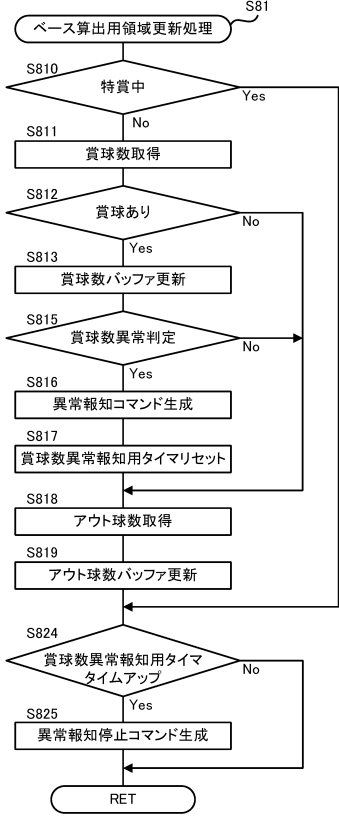 S81
ベース算出用領域更新処理
S810
特賞中
Yes
No
S811
賞球数取得
S812
賞球あり
No
Yes
S813
賞球数バッファ更新
S815
賞球数異常判定
No
Yes
S816
異常報知コマンド生成
S817
賞球数異常報知用タイマリセット
S818
アウト球数取得
S819
アウト球数バッファ更新
S824
賞球数異常報知用タイマ
タイムアップ
No
Yes
S825
異常報知停止コマンド生成
RET